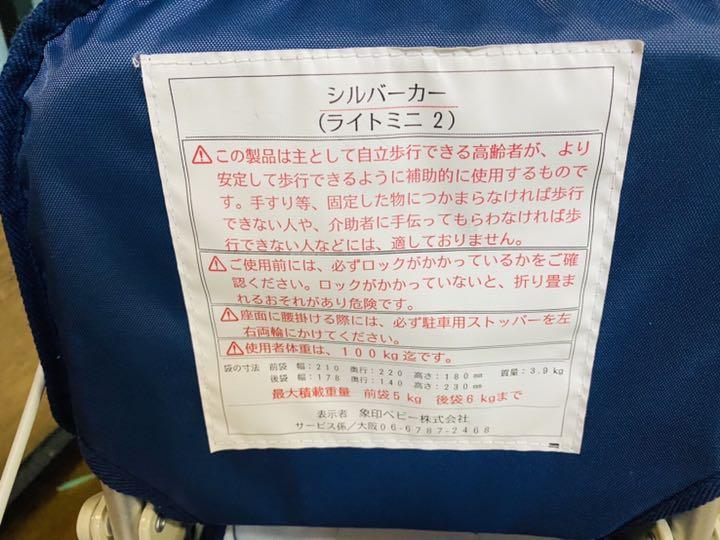 シルバーカー
(ライトミニ 2)
⚠この製品は主として自立歩行できる高齢者が、より
安定して歩行できるように補助的に使用するもので
す。手すり等、固定した物につかまらなければ歩行
できない人や、介助者に手伝ってもらわなければ歩
行できない人などには、適しておりません。
⚠ご使用前には、必ずロックがかかっているかをご確
認ください。ロックがかかっていないと、折り畳ま
れるおそれがあり危険です。
⚠座面に腰掛ける際には、必ず駐車用ストッパーを左
右両輪にかけてください。
⚠使用者体重は、100kg迄です。
袋の寸法 前袋 幅:210 奥行:220 高さ:180㎜ 質量:3.9kg
後袋 幅:178 奥行:140 高さ:230㎜
最大積載重量 前袋5kg 後袋6kgまで
表示者 象印ベビー株式会社
サービス係/大阪06-6787-2468